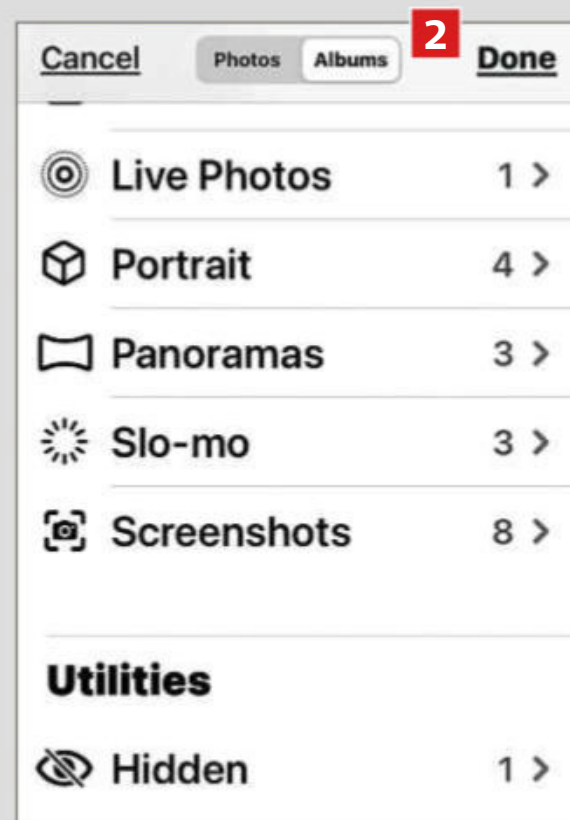 2
Cancel Photos Albums Done
Live Photos 1
Portrait 4
Panoramas 3
Slo-mo 3
Screenshots 8
Utilities
Hidden 1